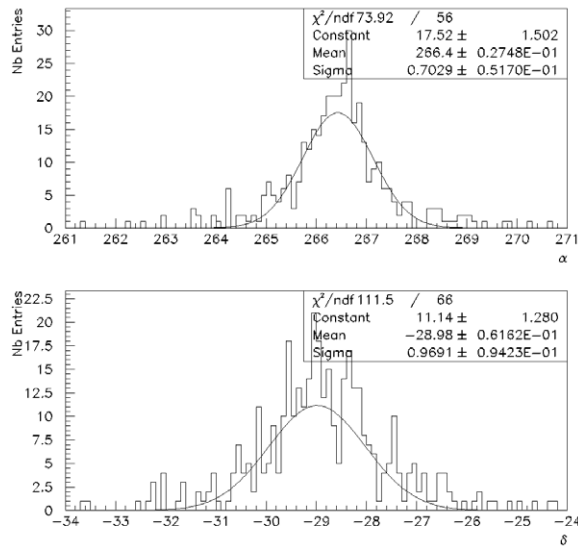 χ²/ndf 73.92 / 56
Constant 17.52 ± 1.502
Mean 266.4 ± 0.2748E-01
Sigma 0.7029 ± 0.5170E-01
Nb Entries
30
25
20
15
10
5
0
261 262 263 264 265 266 267 268 269 270 271
α
χ²/ndf 111.5 / 66
Constant 11.14 ± 1.280
Mean -28.98 ± 0.6162E-01
Sigma 0.9691 ± 0.9423E-01
Nb Entries
22.5
20
17.5
15
12.5
10
7.5
5
2.5
0
-34 -33 -32 -31 -30 -29 -28 -27 -26 -25 -24
δ